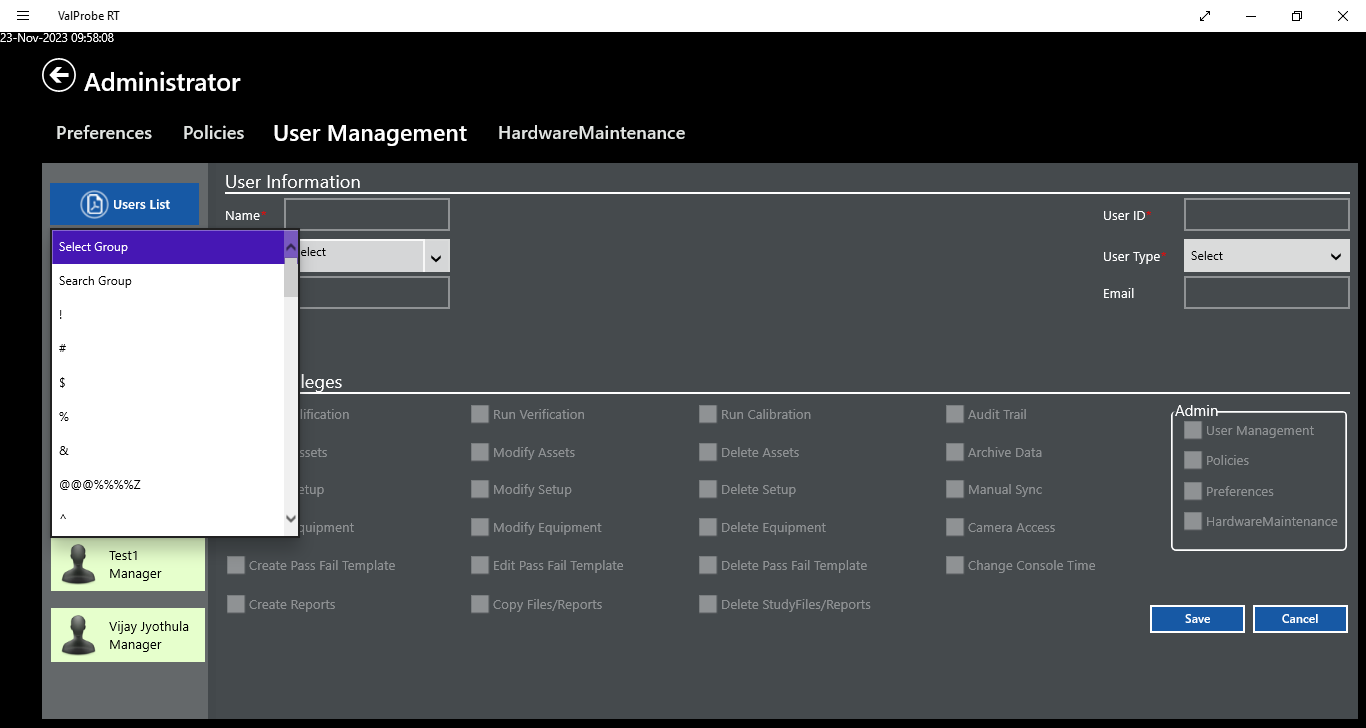 ValProbe RT
23-Nov-2023 09:58:08
Administrator
Preferences Policies User Management HardwareMaintenance
Users List
User Information
Name* User ID*
Select Group
elect
User Type* Select
Search Group
Email
!
#
$
%
&
@@@%%%%Z
^
leges
lification Run Verification Run Calibration Audit Trail
ssets Modify Assets Delete Assets Archive Data
etup Modify Setup Delete Setup Manual Sync
quipment Modify Equipment Delete Equipment Camera Access
Create Pass Fail Template Edit Pass Fail Template Delete Pass Fail Template Change Console Time
Create Reports Copy Files/Reports Delete StudyFiles/Reports
Admin
User Management
Policies
Preferences
HardwareMaintenance
Test1
Manager
Vijay Jyothula
Manager
Save Cancel